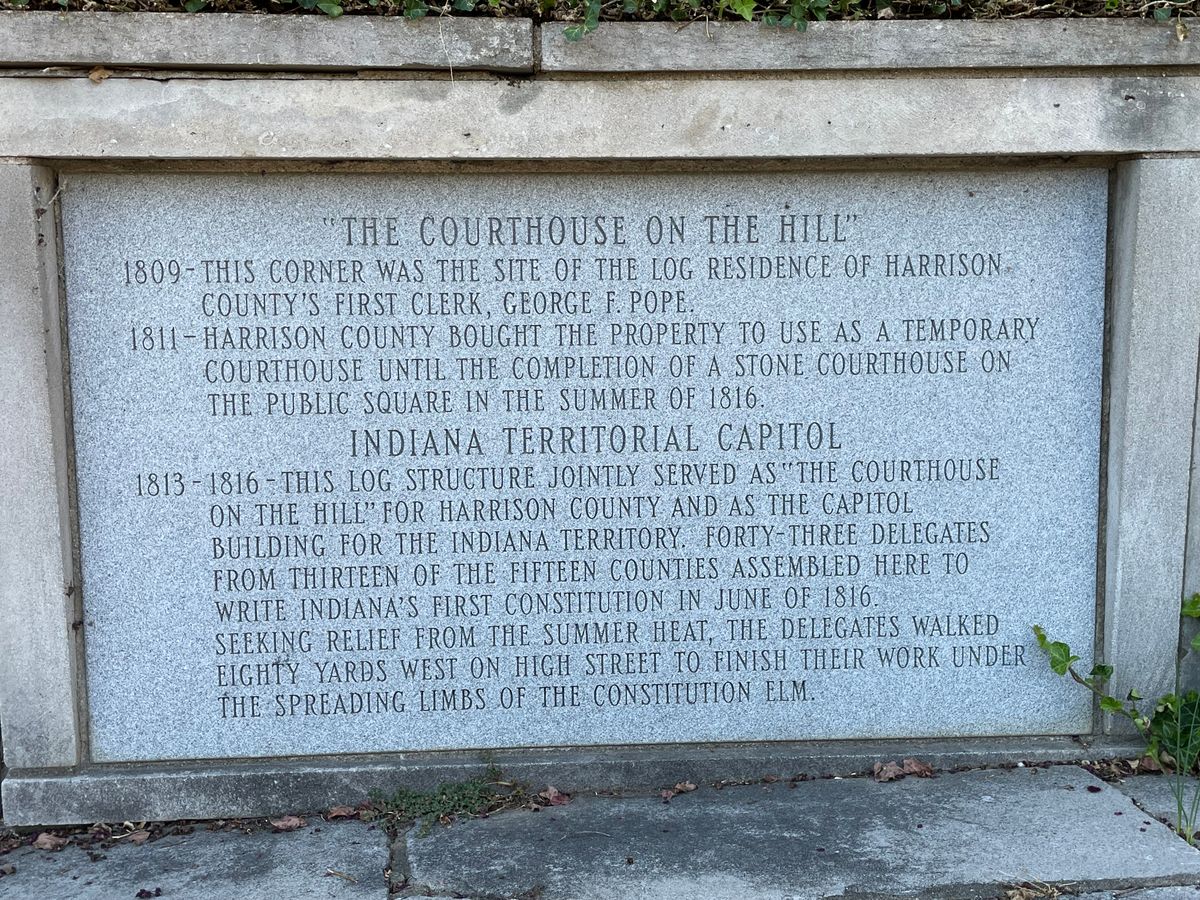 "THE COURTHOUSE ON THE HILL"
1809-THIS CORNER WAS THE SITE OF THE LOG RESIDENCE OF HARRISON
COUNTY'S FIRST CLERK, GEORGE F. POPE.
1811-HARRISON COUNTY BOUGHT THE PROPERTY TO USE AS A TEMPORARY
COURTHOUSE UNTIL THE COMPLETION OF A STONE COURTHOUSE ON
THE PUBLIC SQUARE IN THE SUMMER OF 1816.
INDIANA TERRITORIAL CAPITOL
1813-1816-THIS LOG STRUCTURE JOINTLY SERVED AS "THE COURTHOUSE
ON THE HILL" FOR HARRISON COUNTY AND AS THE CAPITOL
BUILDING FOR THE INDIANA TERRITORY. FORTY-THREE DELEGATES
FROM THIRTEEN OF THE FIFTEEN COUNTIES ASSEMBLED HERE TO
WRITE INDIANA'S FIRST CONSTITUTION IN JUNE OF 1816.
SEEKING RELIEF FROM THE SUMMER HEAT, THE DELEGATES WALKED
EIGHTY YARDS WEST ON HIGH STREET TO FINISH THEIR WORK UNDER
THE SPREADING LIMBS OF THE CONSTITUTION ELM.